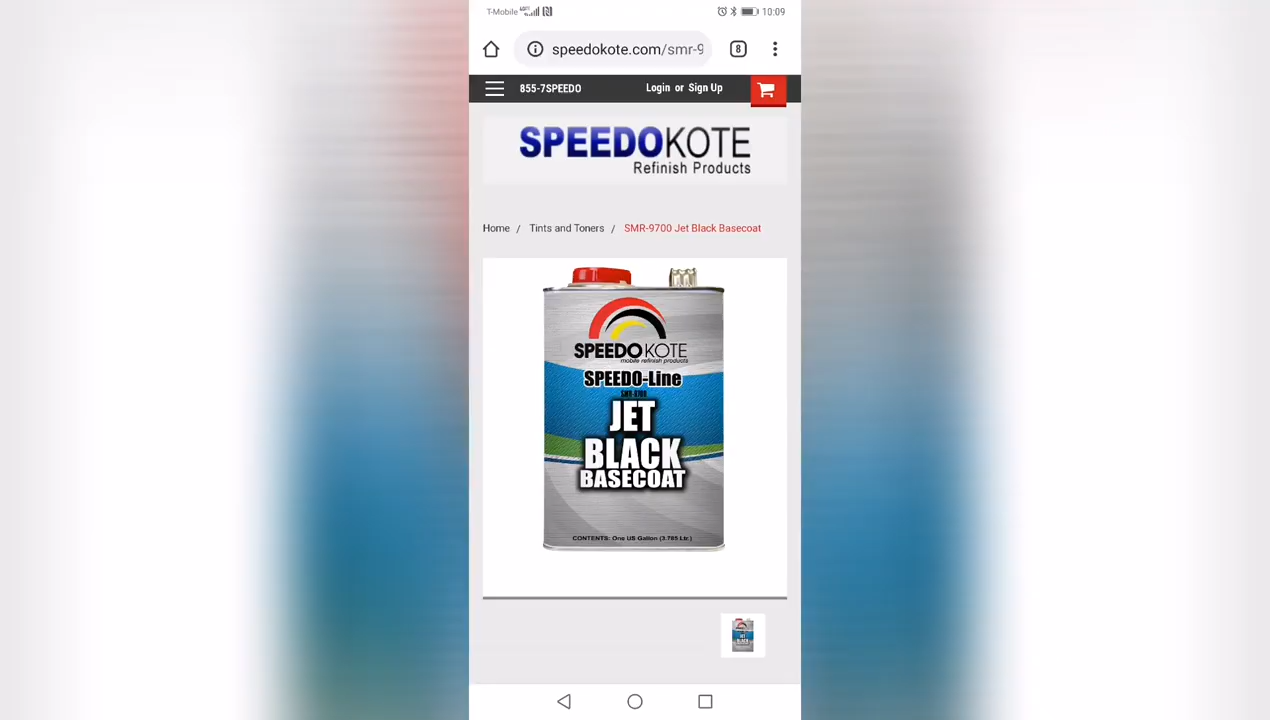 T-Mobile 10:09
speedokote.com/smr-9 8
855-7SPEEDO Login or Sign Up
SPEEDOKOTE
Refinish Products
Home / Tints and Toners / SMR-9700 Jet Black Basecoat
SPEEDOKOTE
mobile refinish products
SPEEDO-Line
SMR-9700
JET
BLACK
BASECOAT
CONTENTS: One US Gallon (3.785 Ltr.)